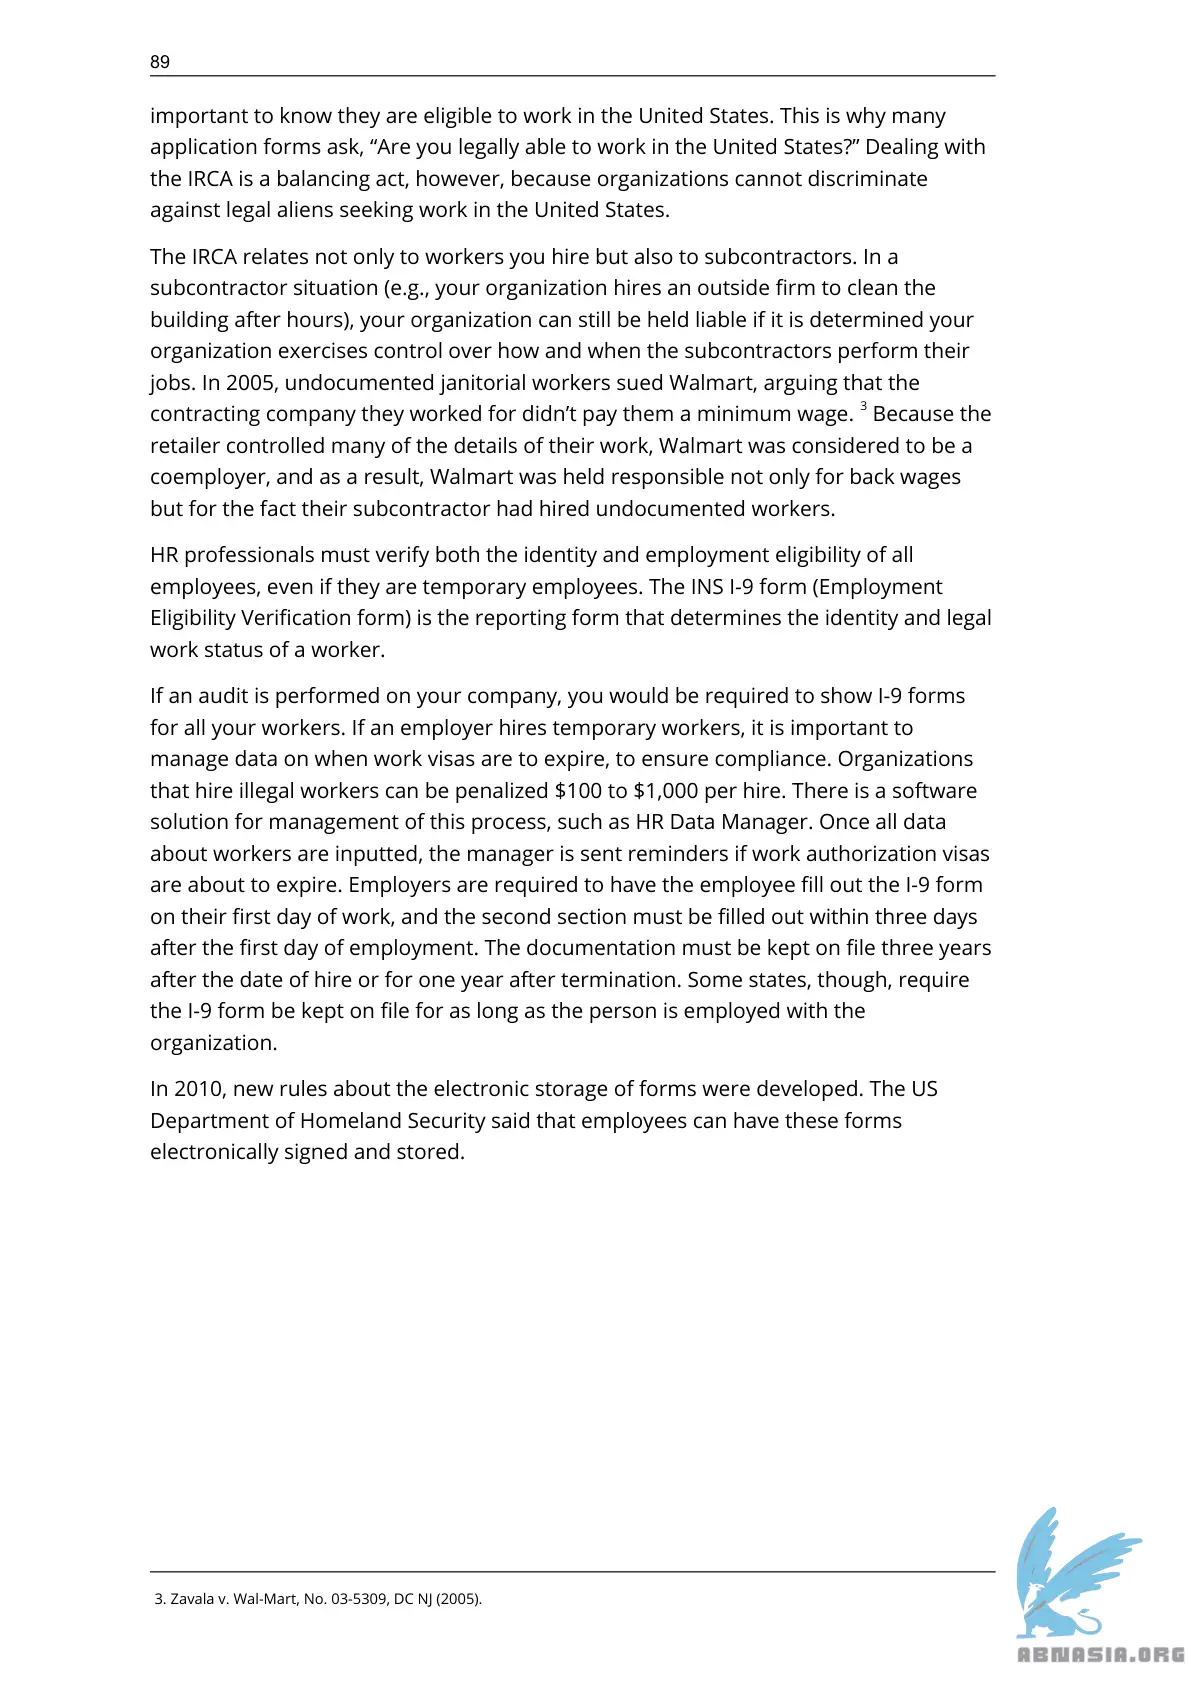 89
important to know they are eligible to work in the United States. This is why many
application forms ask, “Are you legally able to work in the United States?” Dealing with
the IRCA is a balancing act, however, because organizations cannot discriminate
against legal aliens seeking work in the United States.
The IRCA relates not only to workers you hire but also to subcontractors. In a
subcontractor situation (e.g., your organization hires an outside firm to clean the
building after hours), your organization can still be held liable if it is determined your
organization exercises control over how and when the subcontractors perform their
jobs. In 2005, undocumented janitorial workers sued Walmart, arguing that the
contracting company they worked for didn’t pay them a minimum wage. 3 Because the
retailer controlled many of the details of their work, Walmart was considered to be a
coemployer, and as a result, Walmart was held responsible not only for back wages
but for the fact their subcontractor had hired undocumented workers.
HR professionals must verify both the identity and employment eligibility of all
employees, even if they are temporary employees. The INS I-9 form (Employment
Eligibility Verification form) is the reporting form that determines the identity and legal
work status of a worker.
If an audit is performed on your company, you would be required to show I-9 forms
for all your workers. If an employer hires temporary workers, it is important to
manage data on when work visas are to expire, to ensure compliance. Organizations
that hire illegal workers can be penalized $100 to $1,000 per hire. There is a software
solution for management of this process, such as HR Data Manager. Once all data
about workers are inputted, the manager is sent reminders if work authorization visas
are about to expire. Employers are required to have the employee fill out the I-9 form
on their first day of work, and the second section must be filled out within three days
after the first day of employment. The documentation must be kept on file three years
after the date of hire or for one year after termination. Some states, though, require
the I-9 form be kept on file for as long as the person is employed with the
organization.
In 2010, new rules about the electronic storage of forms were developed. The US
Department of Homeland Security said that employees can have these forms
electronically signed and stored.
3. Zavala v. Wal-Mart, No. 03-5309, DC NJ (2005).
ABNASIA.ORG